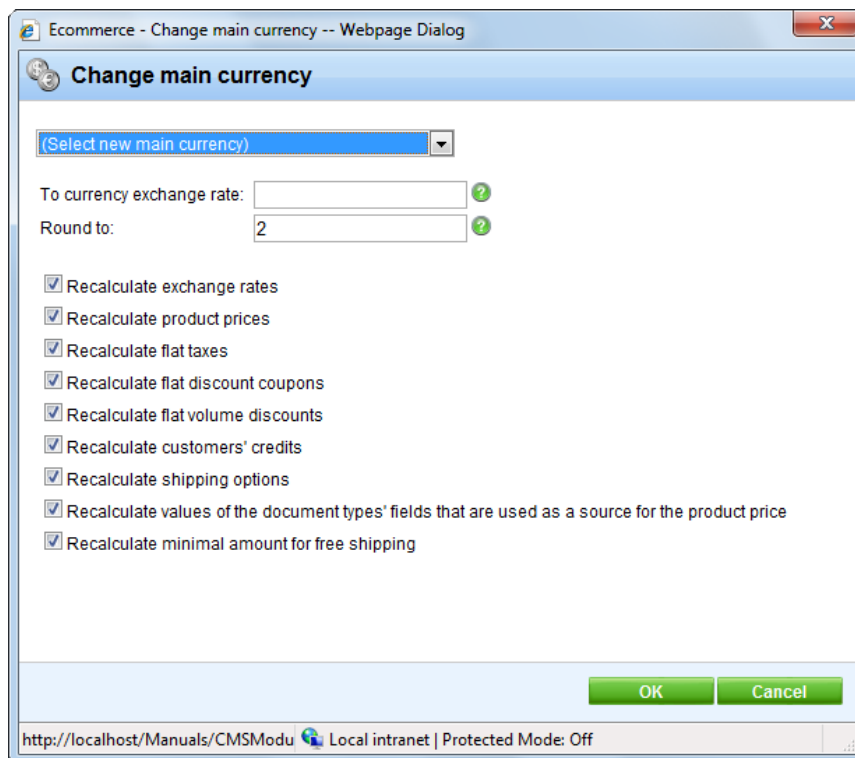 Ecommerce - Change main currency -- Webpage Dialog
Change main currency
(Select new main currency)
To currency exchange rate:
Round to: 2
Recalculate exchange rates
Recalculate product prices
Recalculate flat taxes
Recalculate flat discount coupons
Recalculate flat volume discounts
Recalculate customers' credits
Recalculate shipping options
Recalculate values of the document types' fields that are used as a source for the product price
Recalculate minimal amount for free shipping
OK Cancel
http://localhost/Manuals/CMSModu Local intranet | Protected Mode: Off